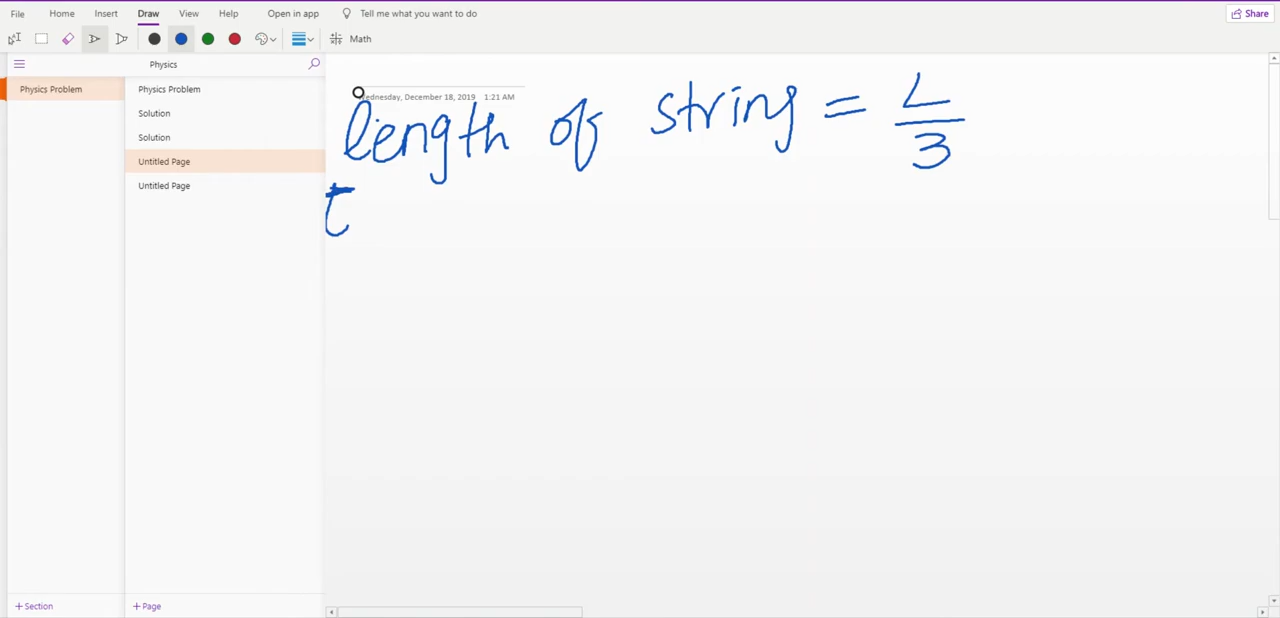 File Home Insert Draw View Help Open in app Tell me what you want to do Share
Math
Physics
Physics Problem
Physics Problem
Solution
Solution
Untitled Page
Untitled Page
+ Section
+ Page
Wednesday, December 18, 2019 1:21 AM
length of string = L/3
t